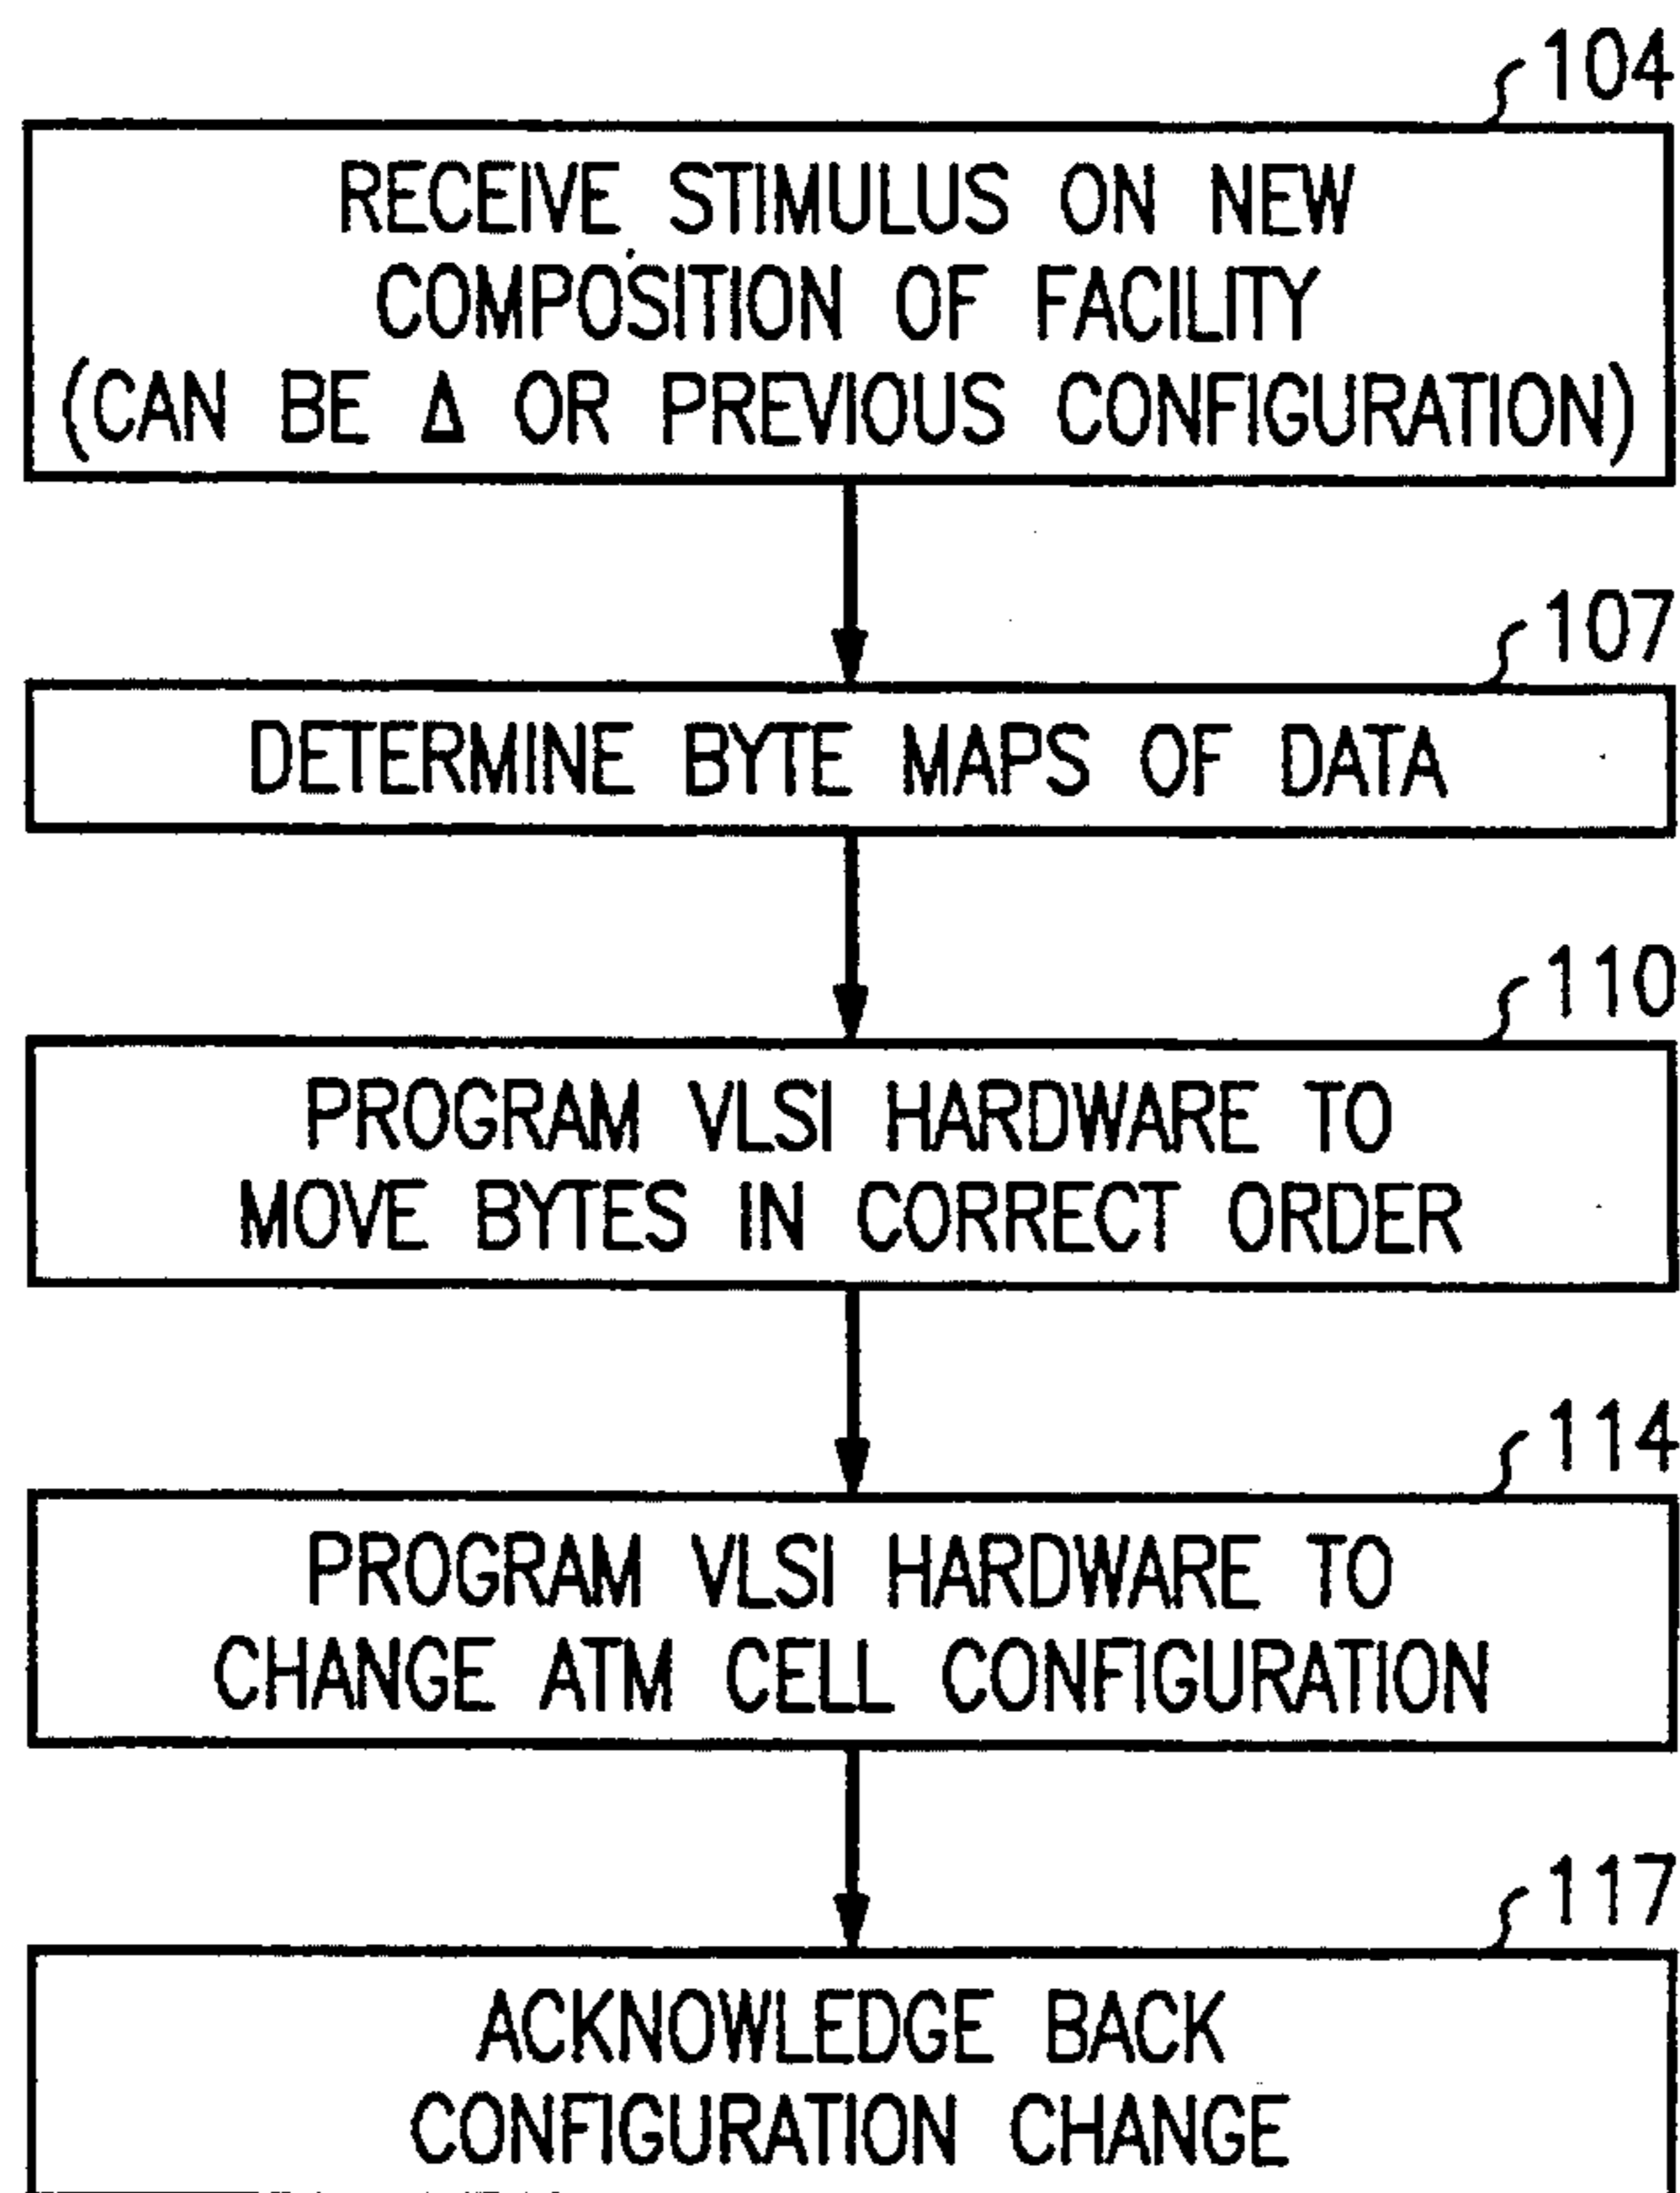 104
RECEIVE STIMULUS ON NEW
COMPOSITION OF FACILITY
(CAN BE Δ OR PREVIOUS CONFIGURATION)
107
DETERMINE BYTE MAPS OF DATA
110
PROGRAM VLSI HARDWARE TO
MOVE BYTES IN CORRECT ORDER
114
PROGRAM VLSI HARDWARE TO
CHANGE ATM CELL CONFIGURATION
117
ACKNOWLEDGE BACK
CONFIGURATION CHANGE